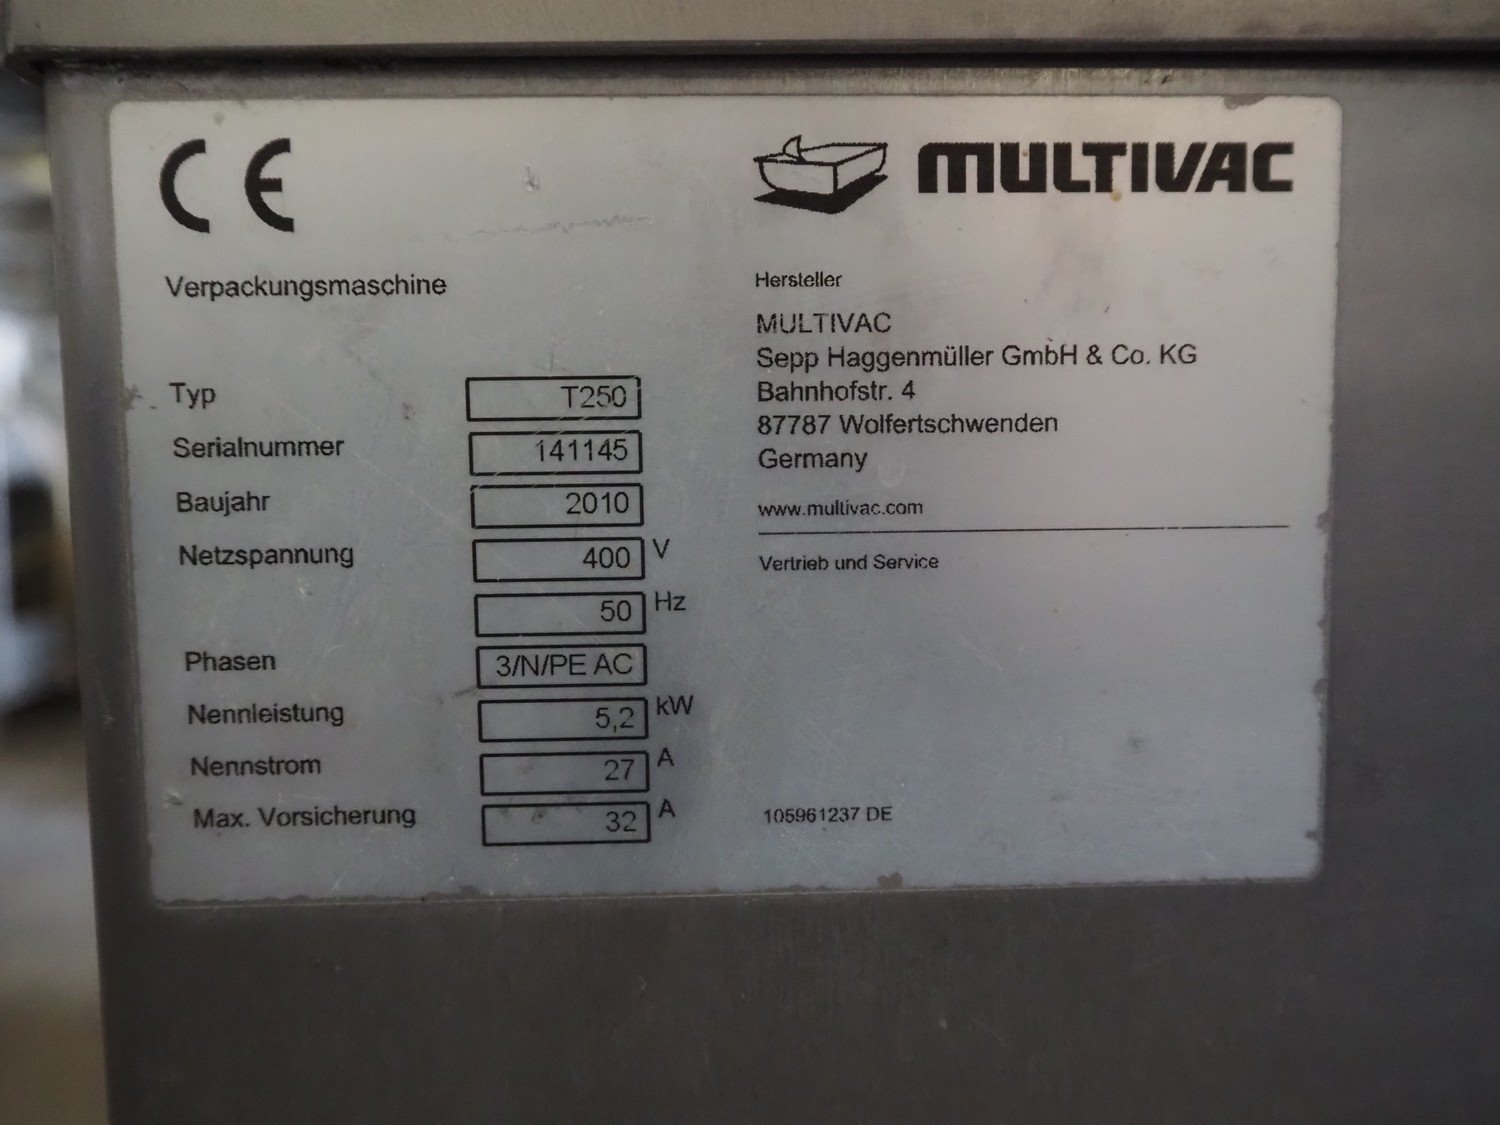 CE
MULTIVAC
Verpackungsmaschine
Typ T250
Serialnummer 141145
Baujahr 2010
Netzspannung 400 V
50 Hz
Phasen 3/N/PE AC
Nennleistung 5,2 kW
Nennstrom 27 A
Max. Vorsicherung 32 A
Hersteller
MULTIVAC
Sepp Haggenmüller GmbH & Co. KG
Bahnhofstr. 4
87787 Wolfertschwenden
Germany
www.multivac.com
Vertrieb und Service
105961237 DE